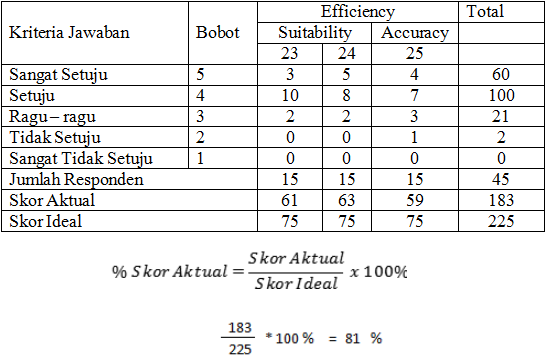 Kriteria Jawaban Bobot Efficiency Total
Suitability Accuracy
23 24 25
Sangat Setuju 5 3 5 4 60
Setuju 4 10 8 7 100
Ragu – ragu 3 2 2 3 21
Tidak Setuju 2 0 0 1 2
Sangat Tidak Setuju 1 0 0 0 0
Jumlah Responden 15 15 15 45
Skor Aktual 61 63 59 183
Skor Ideal 75 75 75 225
% Skor Aktual = Skor Aktual / Skor Ideal x 100%
183 / 225 * 100 % = 81 %